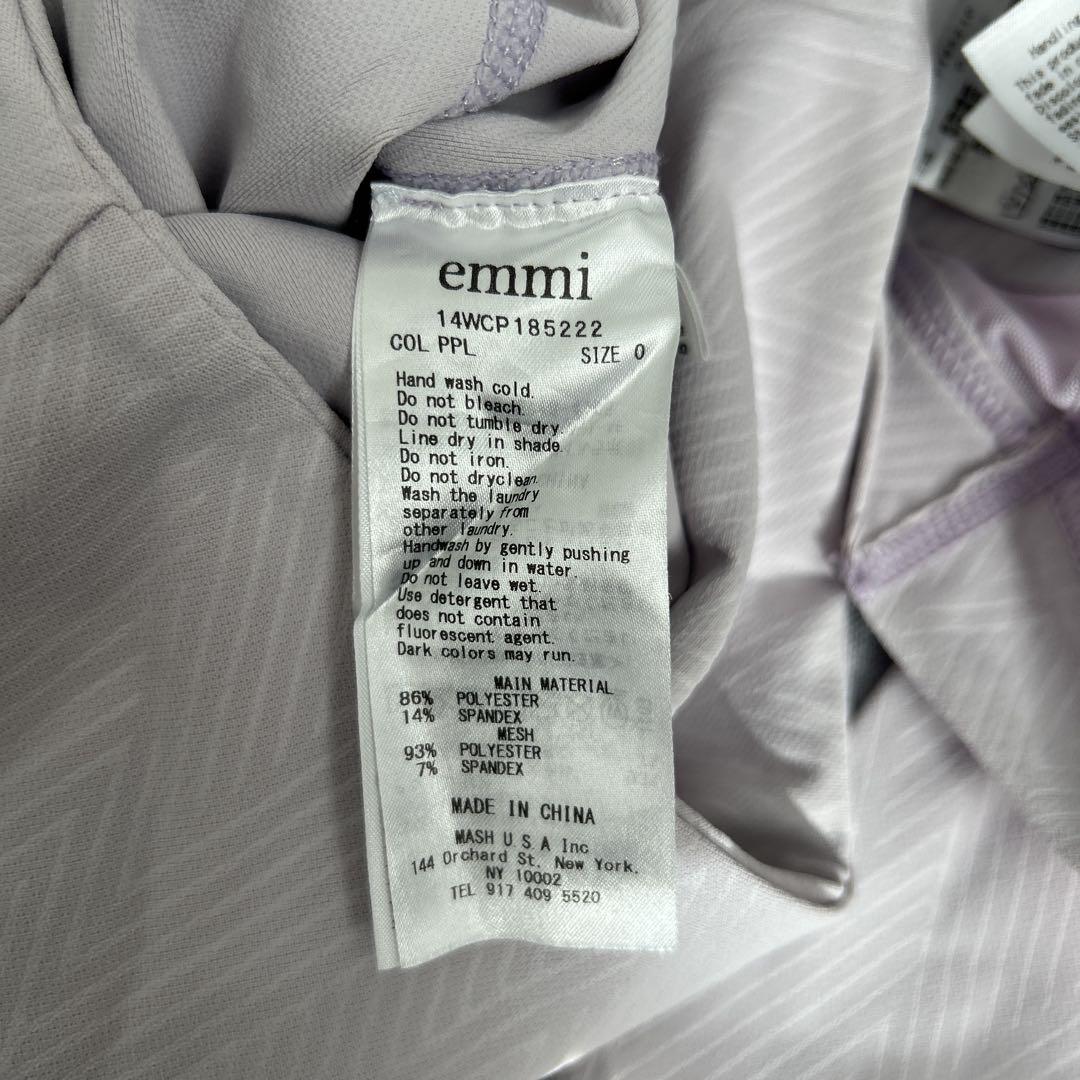 emmi
14WCP185222
COL PPL SIZE 0
Hand wash cold.
Do not bleach.
Do not tumble dry.
Line dry in shade.
Do not iron.
Do not dryclean.
Wash the laundry
separately from
other laundry.
Handwash by gently pushing
up and down in water.
Do not leave wet.
Use detergent that
does not contain
fluorescent agent.
Dark colors may run.
MAIN MATERIAL
86% POLYESTER
14% SPANDEX
MESH
93% POLYESTER
7% SPANDEX
MADE IN CHINA
MASH U.S.A Inc
144 Orchard St. New York.
NY 10002
TEL 917 409 5520
This